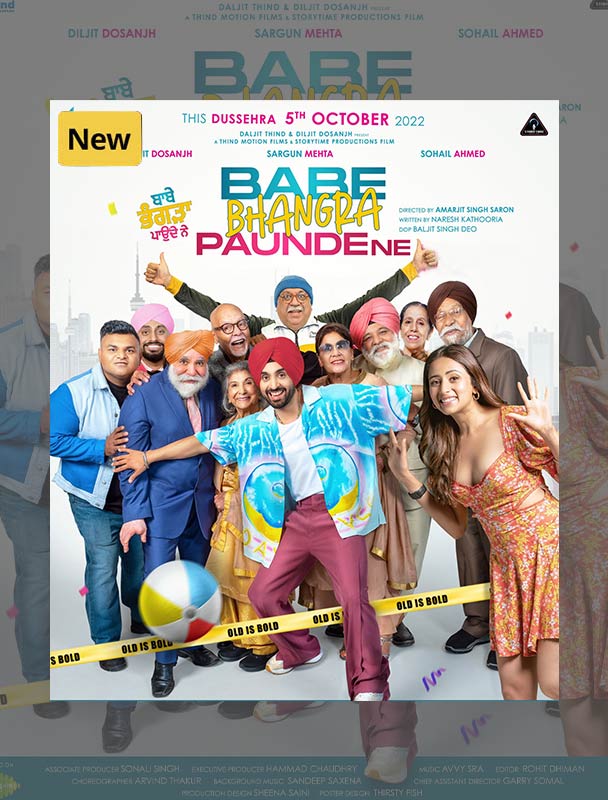 DALJIT THIND & DILJIT DOSANJH PRESENT
A THIND MOTION FILMS & STORYTIME PRODUCTIONS FILM
DILJIT DOSANJH SARGUN MEHTA SOHAIL AHMED
BABE
ਬਾਬੇ
THIS DUSSEHRA 5TH OCTOBER 2022
New
DALJIT THIND & DILJIT DOSANJH PRESENT
A THIND MOTION FILMS & STORYTIME PRODUCTIONS FILM
JIT DOSANJH SARGUN MEHTA SOHAIL AHMED
BABE
BHANGRA
PAUNDE NE
ਬਾਬੇ
ਭੰਗੜਾ
ਪਾਉਂਦੇ ਨੇ
DIRECTED BY AMARJIT SINGH SARON
WRITTEN BY NARESH KATHOORIA
DOP BALJIT SINGH DEO
OLD IS BOLD
OLD IS BOLD
OLD IS BOLD
S BOLD
ASSOCIATE PRODUCER SONALI SINGH EXECUTIVE PRODUCER HAMMAD CHAUDHRY MUSIC AVVY SRA EDITOR ROHIT DHIMAN
CHOREOGRAPHER ARVIND THAKUR BACKGROUND MUSIC SANDEEP SAXENA CHIEF ASSISTANT DIRECTOR GARRY SOMAL
PRODUCTION DESIGN SHEENA SAINI POSTER DESIGN THIRSTY FISH